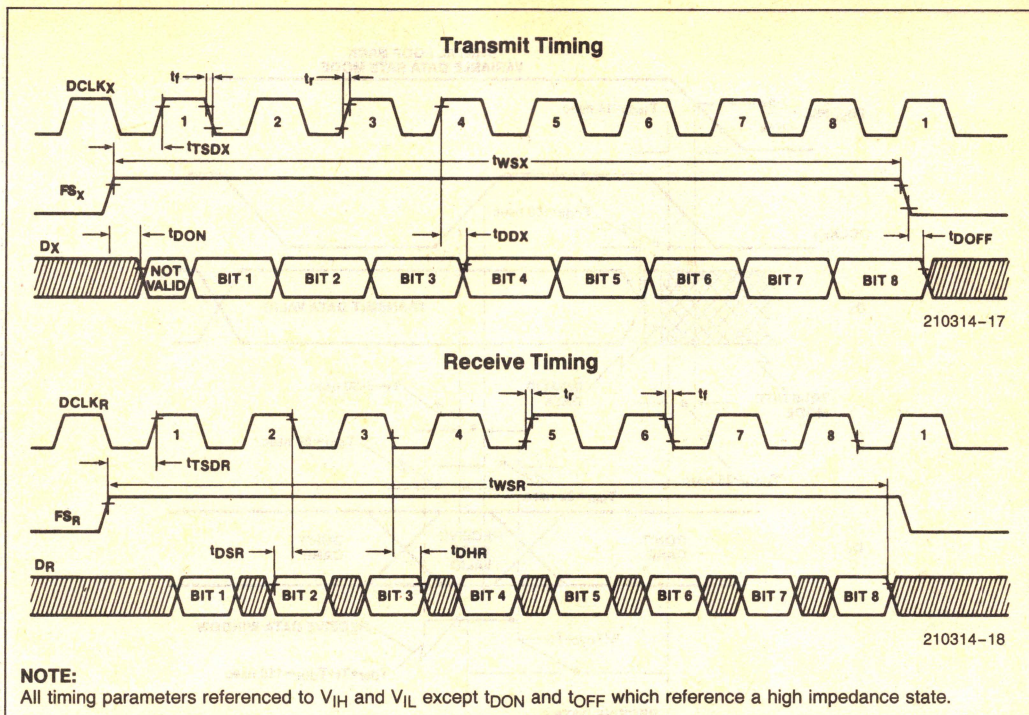 Transmit Timing
DCLKX
tf
tr
1 2 3 4 5 6 7 8 1
tTSDX
tWSX
FSX
tDON
tDDX
tDOFF
DX
NOT VALID
BIT 1 BIT 2 BIT 3 BIT 4 BIT 5 BIT 6 BIT 7 BIT 8
210314-17
Receive Timing
DCLKR
tr
tf
1 2 3 4 5 6 7 8 1
tTSDR
tWSR
FSR
tDSR
tDHR
DR
BIT 1 BIT 2 BIT 3 BIT 4 BIT 5 BIT 6 BIT 7 BIT 8
210314-18
NOTE:
All timing parameters referenced to VIH and VIL except tDON and tOFF which reference a high impedance state.